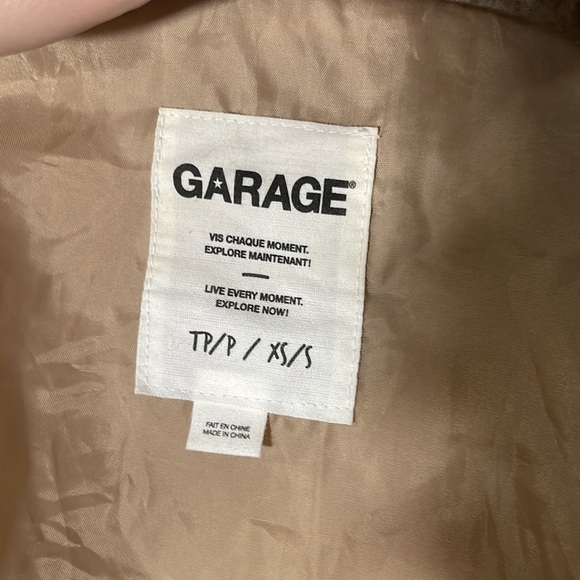 GARAGE®
VIS CHAQUE MOMENT.
EXPLORE MAINTENANT!
LIVE EVERY MOMENT.
EXPLORE NOW!
TP/P / XS/S
FAIT EN CHINE
MADE IN CHINA